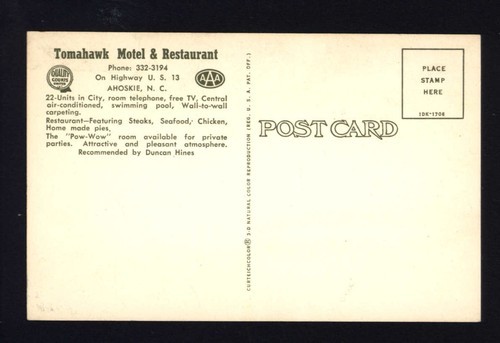 Tomahawk Motel & Restaurant
Phone: 332-3194
On Highway U. S. 13
AHOSKIE, N. C.
QUALITY
COURTS
AAA
22-Units in City, room telephone, free TV, Central
air-conditioned, swimming pool, Wall-to-wall
carpeting.
Restaurant—Featuring Steaks, Seafood, Chicken,
Home made pies,
The "Pow-Wow" room available for private
parties. Attractive and pleasant atmosphere.
Recommended by Duncan Hines
CURTEICHCOLOR® 3-D NATURAL COLOR REPRODUCTION (REG. U. S. A. PAT. OFF.)
POST CARD
PLACE
STAMP
HERE
1DK-1706